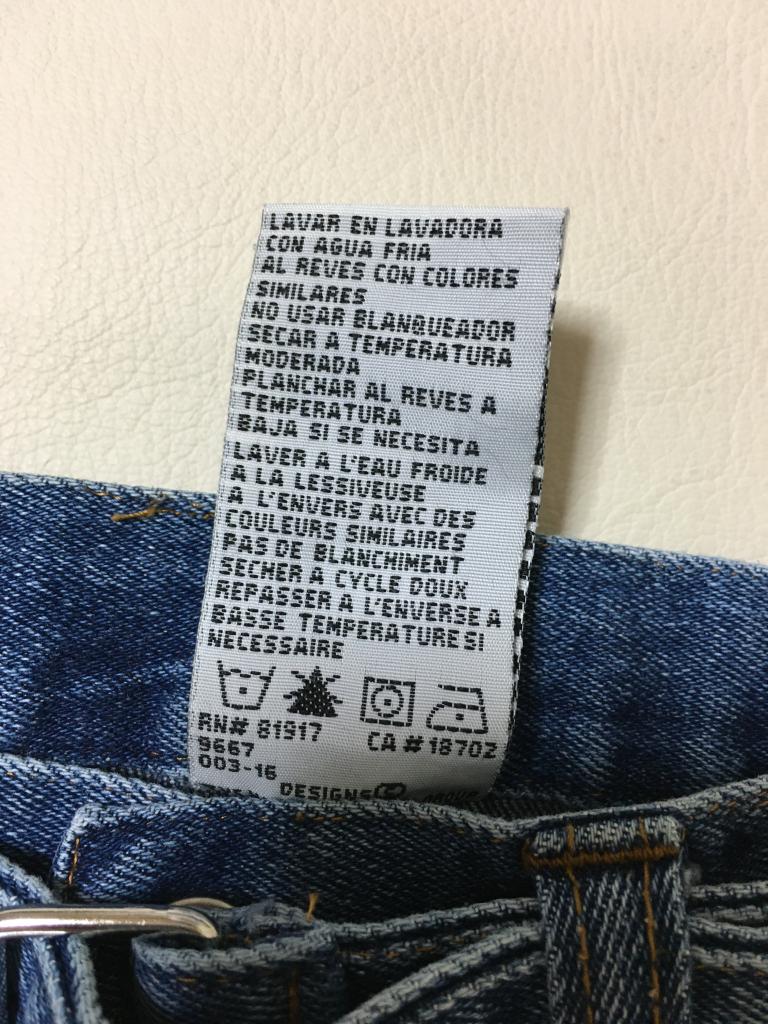 LAVAR EN LAVADORA
CON AGUA FRIA
AL REVES CON COLORES
SIMILARES
NO USAR BLANQUEADOR
SECAR A TEMPERATURA
MODERADA
PLANCHAR AL REVES A
TEMPERATURA
BAJA SI SE NECESITA
LAVER A L'EAU FROIDE
A LA LESSIVEUSE
A L'ENVERS AVEC DES
COULEURS SIMILAIRES
PAS DE BLANCHIMENT
SECHER A CYCLE DOUX
REPASSER A L'ENVERSE A
BASSE TEMPERATURE SI
NECESSAIRE
RN# 81917 CA # 18702
9667
003-16
DESIGNS